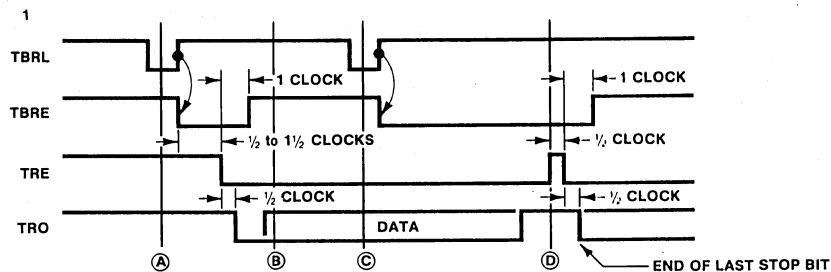 1
TBRL
1 CLOCK
1 CLOCK
TBRE
½ to 1½ CLOCKS
½ CLOCK
TRE
½ CLOCK
½ CLOCK
TRO
DATA
A
B
C
D
END OF LAST STOP BIT